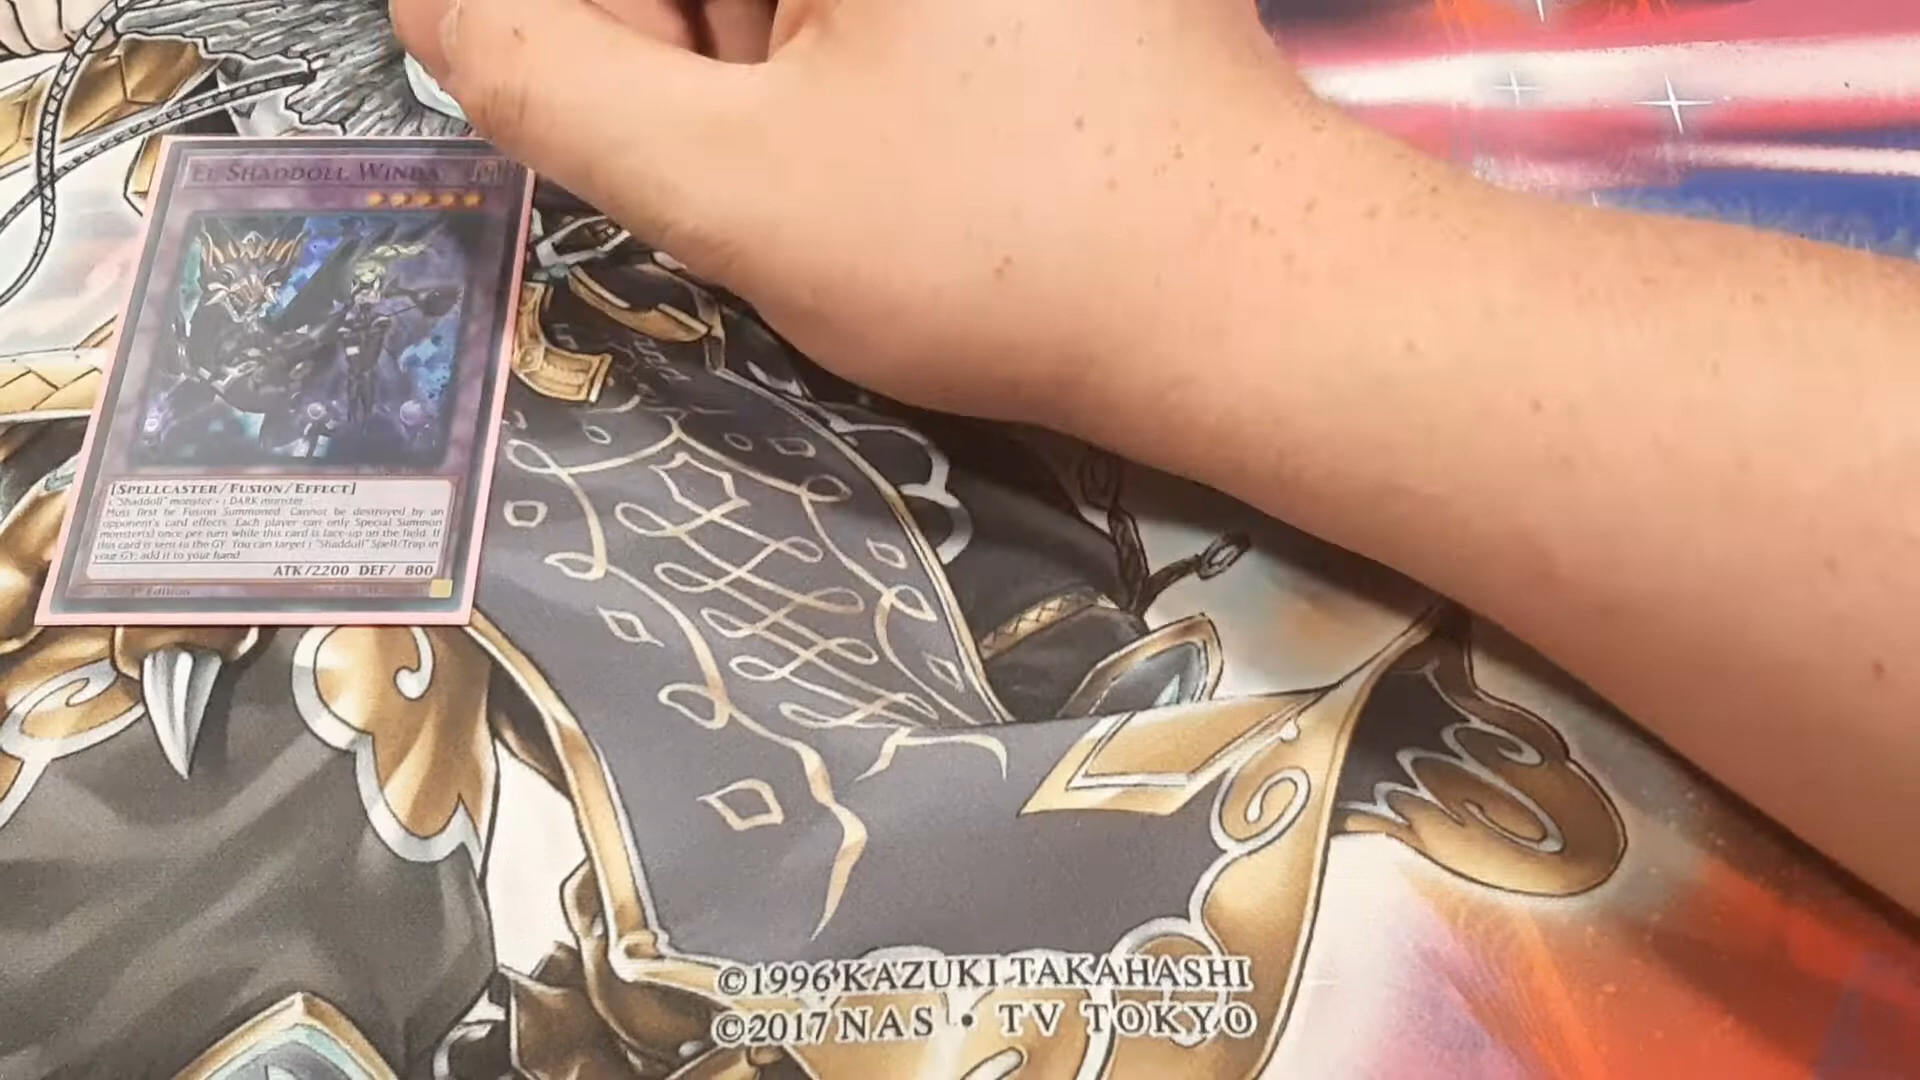 EL SHADDOLL WINDA
[SPELLCASTER/FUSION/EFFECT]
1 "Shaddoll" monster + 1 DARK monster
Must first be Fusion Summoned. Cannot be destroyed by an
opponent's card effects. Each player can only Special Summon
monster(s) once per turn while this card is face-up on the field. If
this card is sent to the GY: You can target 1 "Shaddoll" Spell/Trap in
your GY; add it to your hand.
ATK/2200 DEF/ 800
1st Edition
©1996 KAZUKI TAKAHASHI
©2017 NAS • TV TOKYO